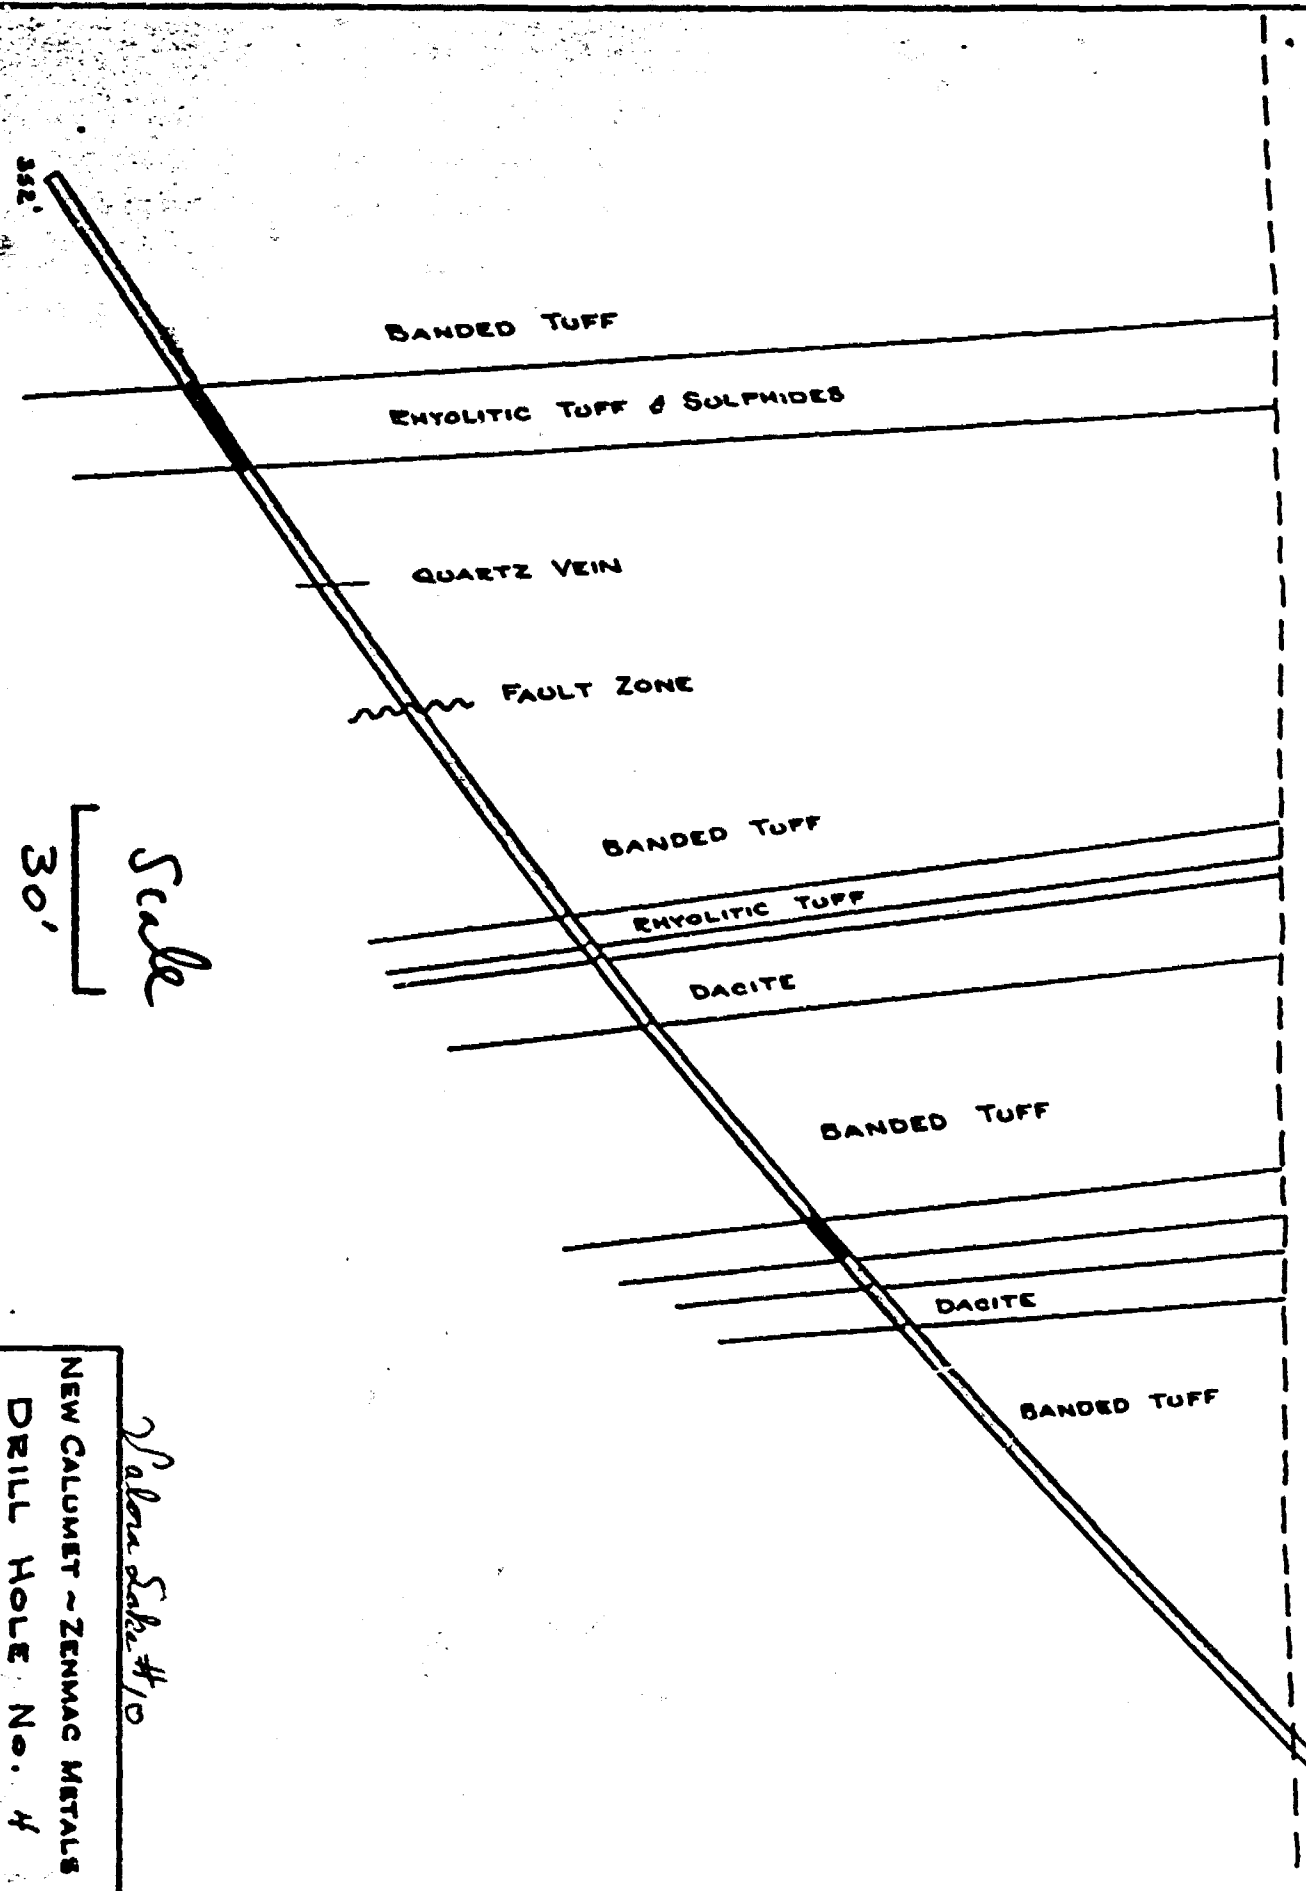 352'
BANDED TUFF
RHYOLITIC TUFF & SULPHIDES
QUARTZ VEIN
FAULT ZONE
BANDED TUFF
RHYOLITIC TUFF
DACITE
BANDED TUFF
DACITE
BANDED TUFF
Scale
30'
Valora Lake #10
NEW CALUMET ~ ZENMAC METALS
DRILL HOLE No. 4